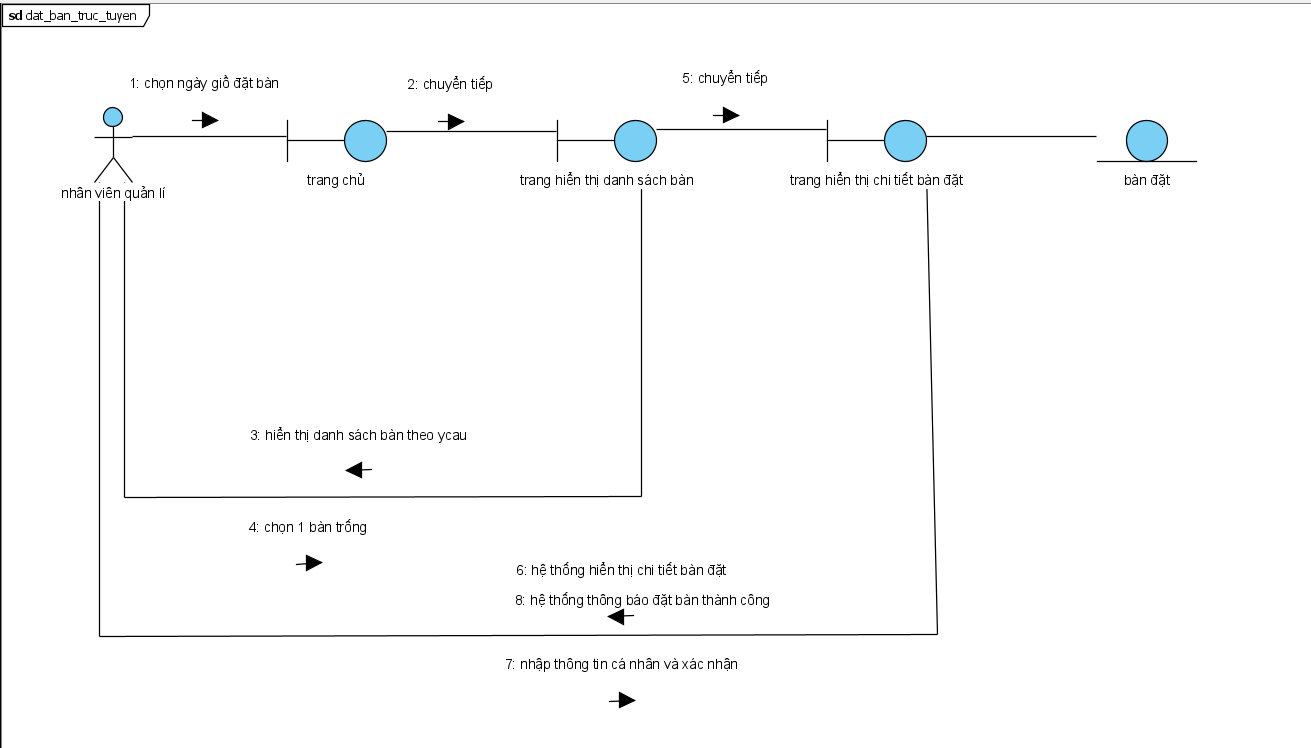 sd dat_ban_truc_tuyen
1: chọn ngày giờ đặt bàn
2: chuyển tiếp
5: chuyển tiếp
nhân viên quản lí
trang chủ
trang hiển thị danh sách bàn
trang hiển thị chi tiết bàn đặt
bàn đặt
3: hiển thị danh sách bàn theo ycau
4: chọn 1 bàn trống
6: hệ thống hiển thị chi tiết bàn đặt
8: hệ thống thông báo đặt bàn thành công
7: nhập thông tin cá nhân và xác nhận